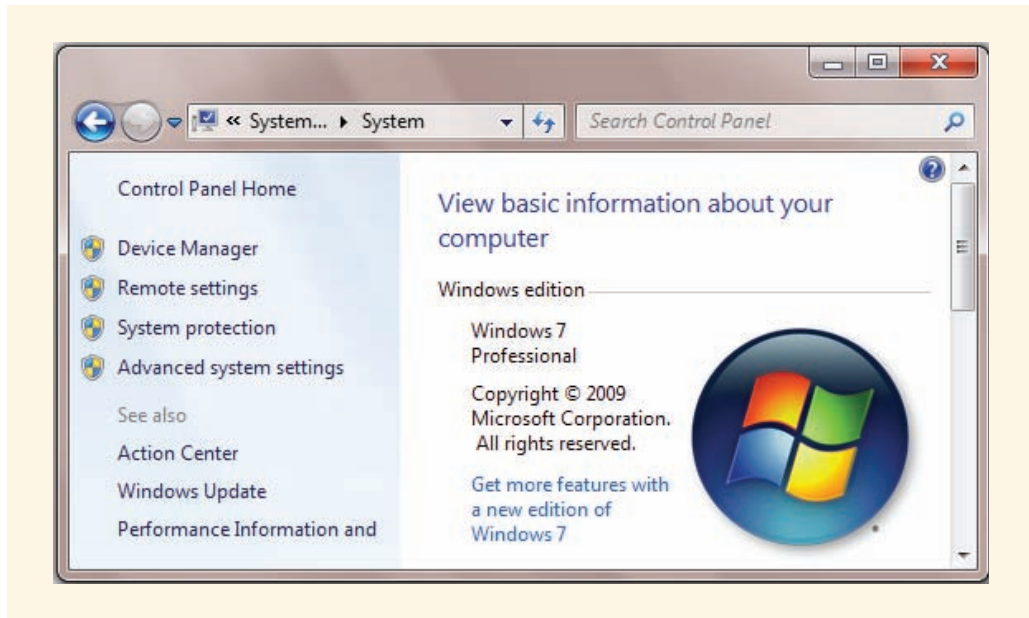 « System... ▸ System
Search Control Panel
Control Panel Home
Device Manager
Remote settings
System protection
Advanced system settings
See also
Action Center
Windows Update
Performance Information and
View basic information about your
computer
Windows edition
Windows 7
Professional
Copyright © 2009
Microsoft Corporation.
All rights reserved.
Get more features with
a new edition of
Windows 7